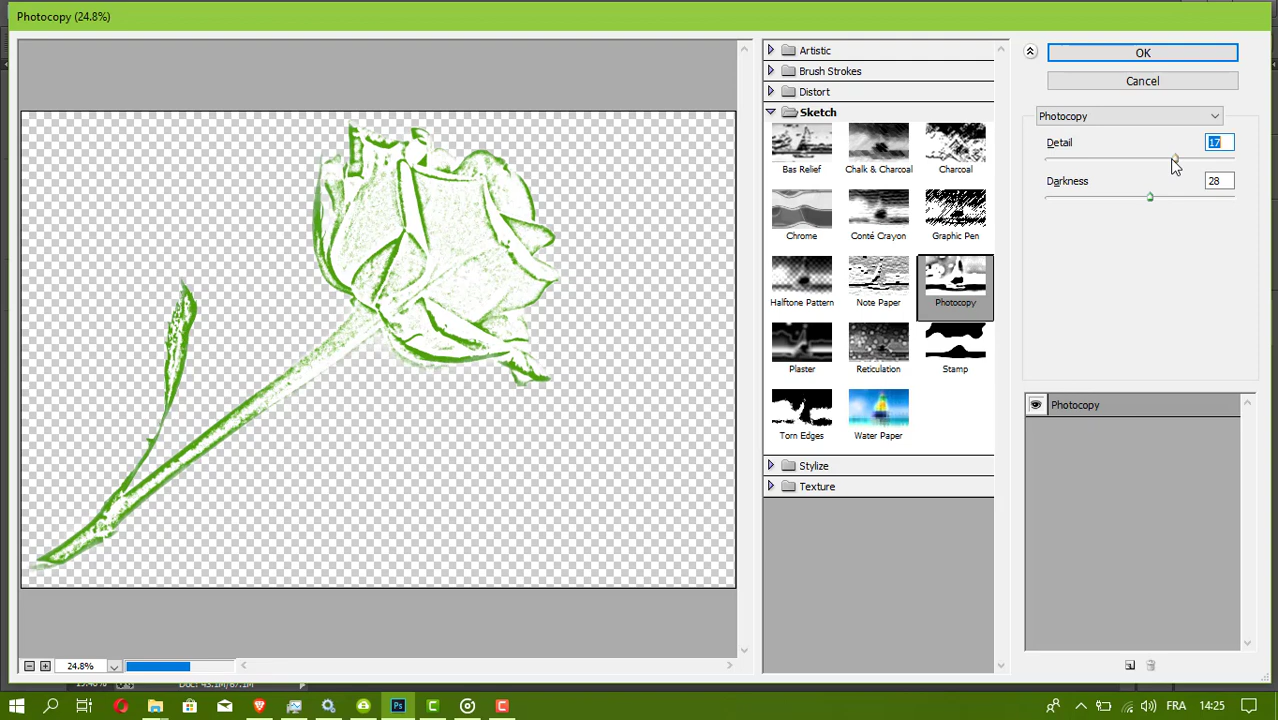 Photocopy (24.8%)
Artistic
Brush Strokes
Distort
Sketch
Bas Relief
Chalk & Charcoal
Charcoal
Chrome
Conté Crayon
Graphic Pen
Halftone Pattern
Note Paper
Photocopy
Plaster
Reticulation
Stamp
Torn Edges
Water Paper
Stylize
Texture
OK
Cancel
Photocopy
Detail 17
Darkness 28
Photocopy
24.8%
Ps
FRA 14:25